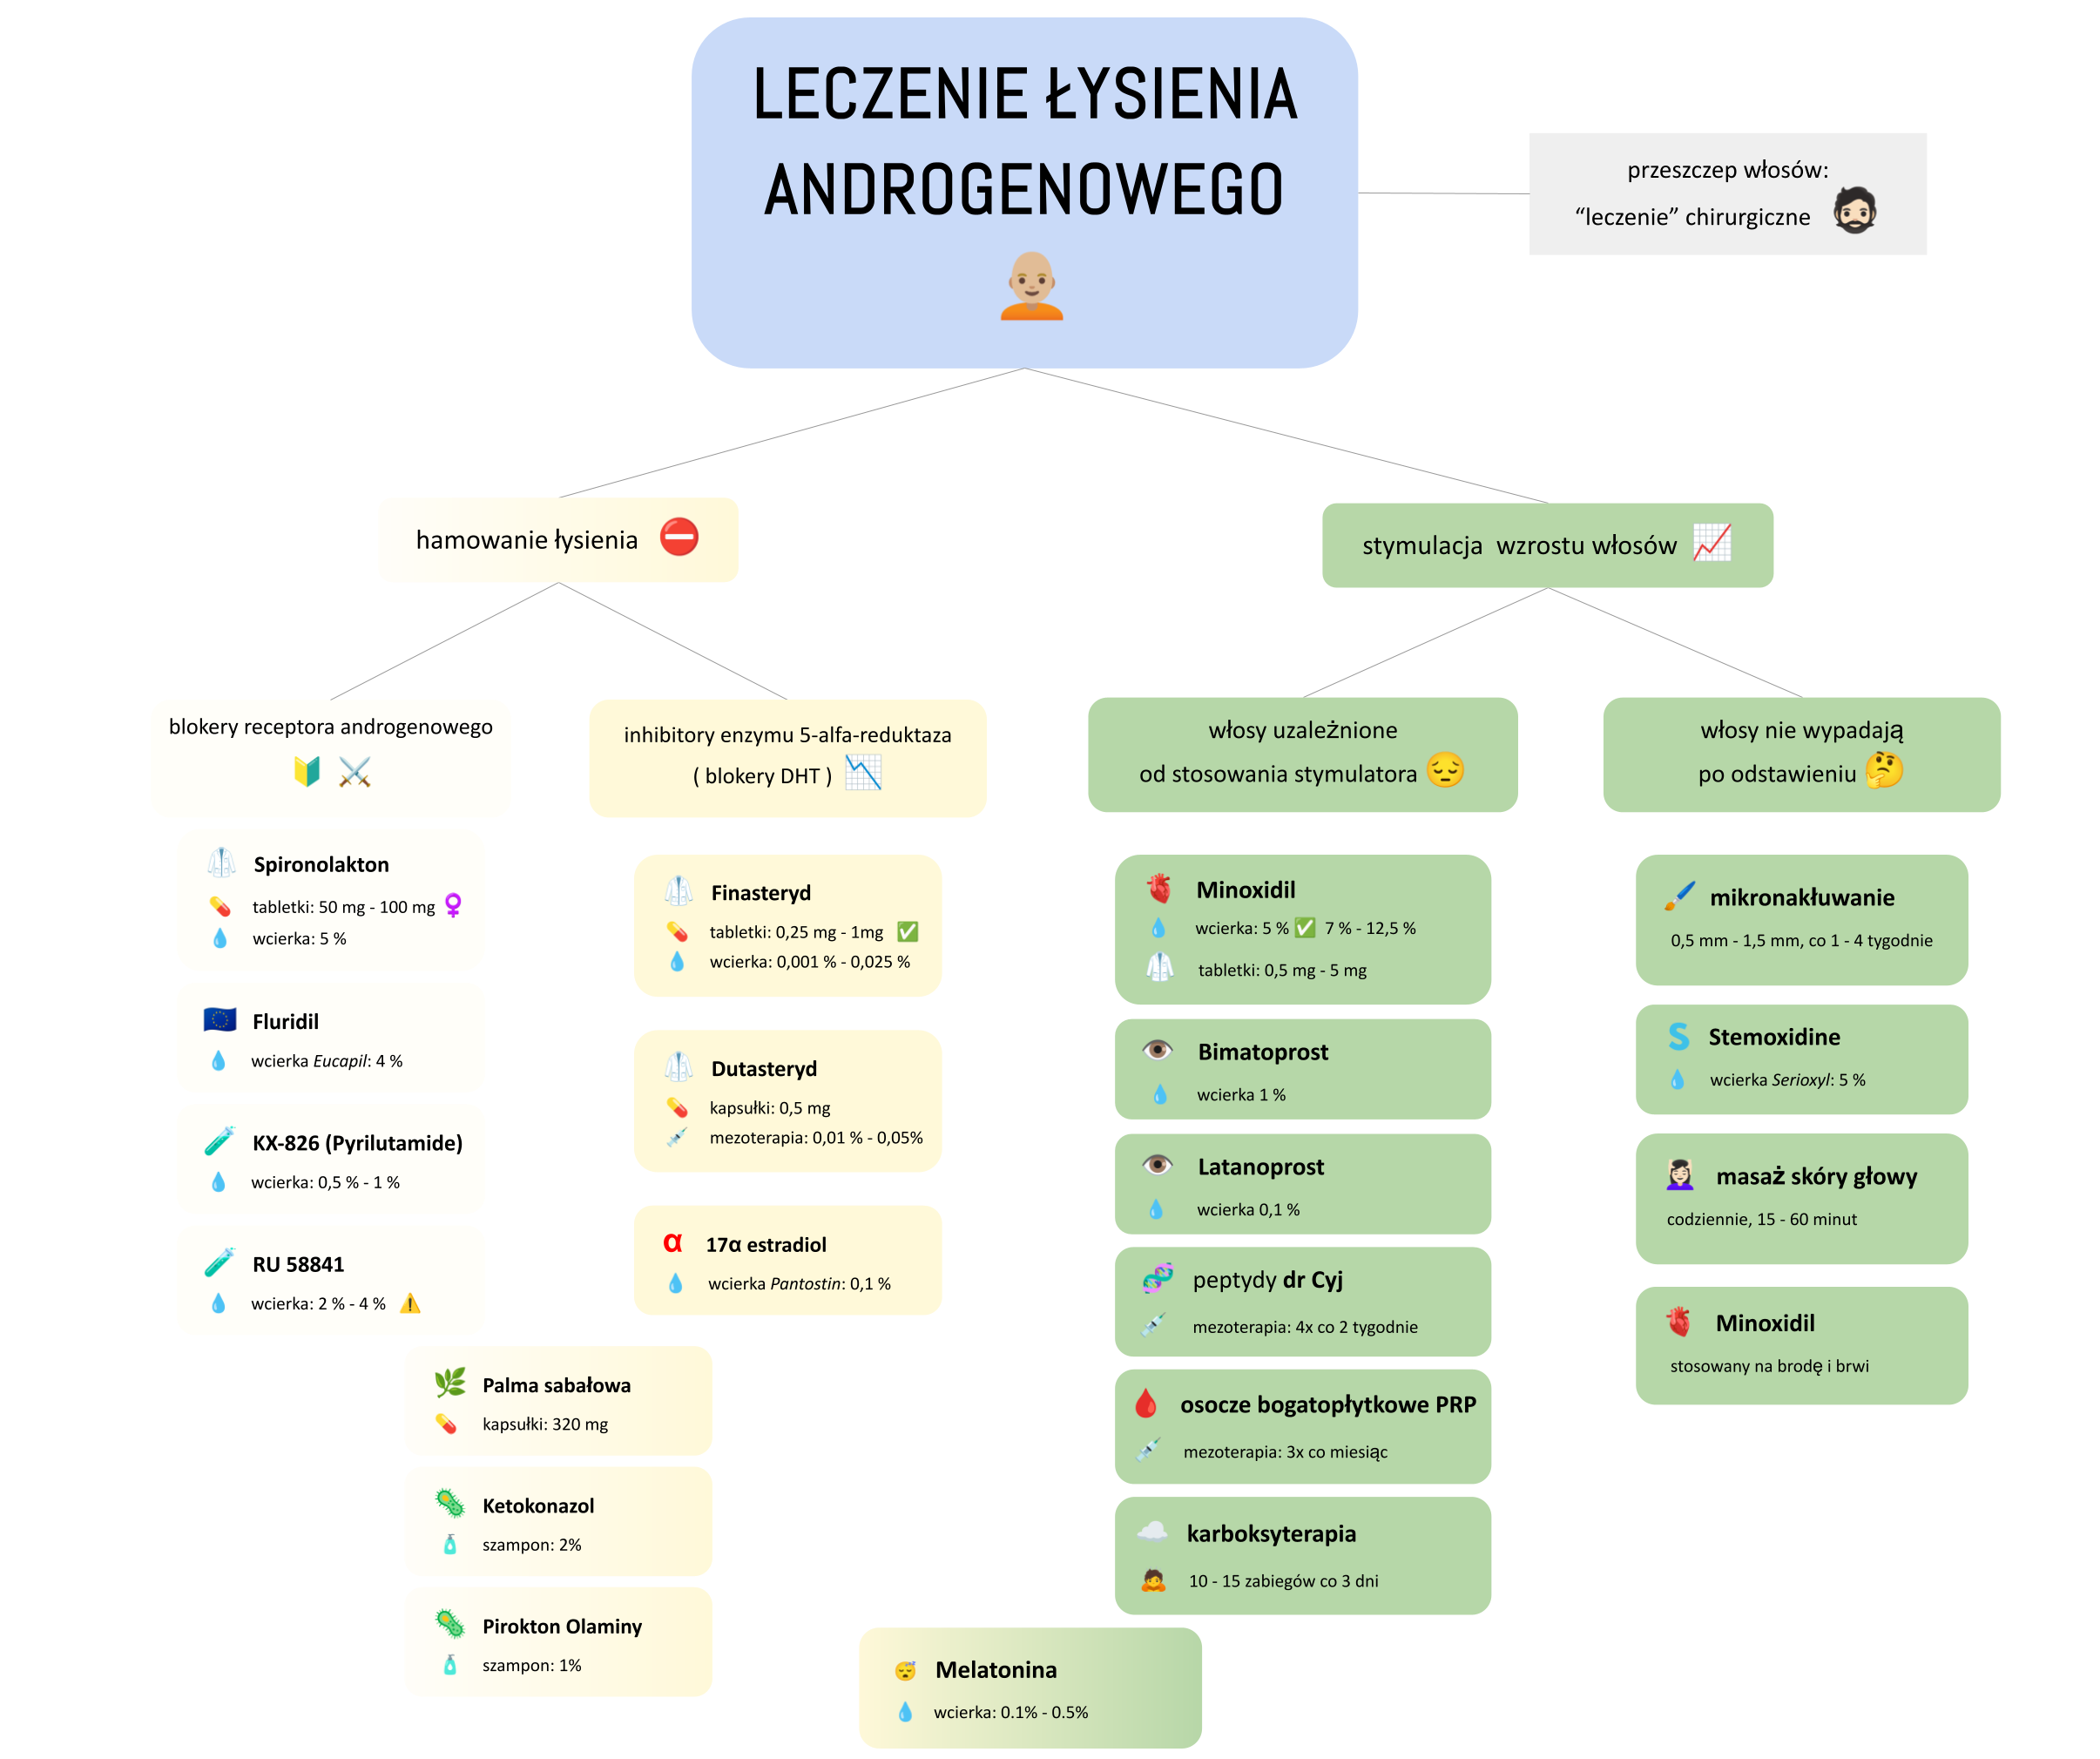 LECZENIE ŁYSIENIA
ANDROGENOWEGO
przeszczep włosów:
“leczenie” chirurgiczne
hamowanie łysienia
stymulacja wzrostu włosów
blokery receptora androgenowego
inhibitory enzymu 5-alfa-reduktaza
( blokery DHT )
włosy uzależnione
od stosowania stymulatora
włosy nie wypadają
po odstawieniu
Spironolakton
tabletki: 50 mg - 100 mg
wcierka: 5 %
Fluridil
wcierka Eucapil: 4 %
KX-826 (Pyrilutamide)
wcierka: 0,5 % - 1 %
RU 58841
wcierka: 2 % - 4 %
Finasteryd
tabletki: 0,25 mg - 1mg
wcierka: 0,001 % - 0,025 %
Dutasteryd
kapsułki: 0,5 mg
mezoterapia: 0,01 % - 0,05%
α 17α estradiol
wcierka Pantostin: 0,1 %
Palma sabałowa
kapsułki: 320 mg
Ketokonazol
szampon: 2%
Pirokton Olaminy
szampon: 1%
Minoxidil
wcierka: 5 % ✅ 7 % - 12,5 %
tabletki: 0,5 mg - 5 mg
Bimatoprost
wcierka 1 %
Latanoprost
wcierka 0,1 %
peptydy dr Cyj
mezoterapia: 4x co 2 tygodnie
osocze bogatopłytkowe PRP
mezoterapia: 3x co miesiąc
karboksyterapia
10 - 15 zabiegów co 3 dni
Melatonina
wcierka: 0.1% - 0.5%
mikronakłuwanie
0,5 mm - 1,5 mm, co 1 - 4 tygodnie
S Stemoxidine
wcierka Serioxyl: 5 %
masaż skóry głowy
codziennie, 15 - 60 minut
Minoxidil
stosowany na brodę i brwi